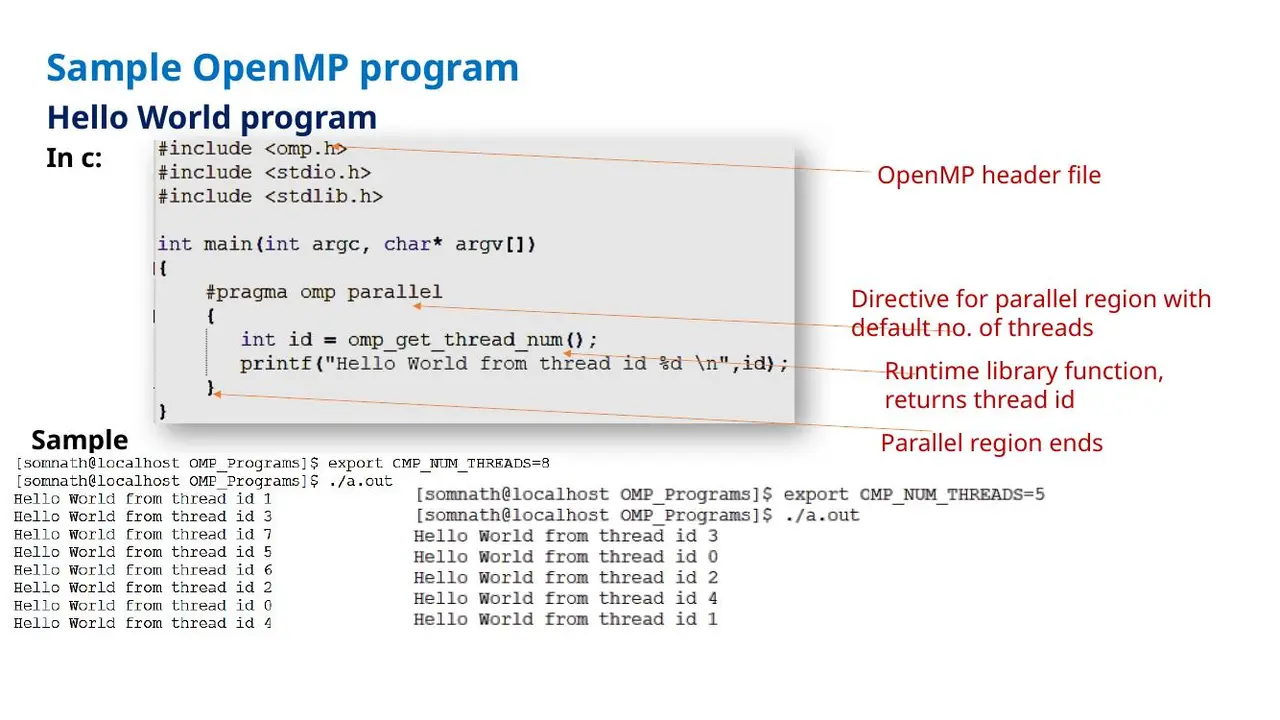 Sample OpenMP program
Hello World program
In c:
#include <omp.h>
#include <stdio.h>
#include <stdlib.h>
int main(int argc, char* argv[])
{
#pragma omp parallel
{
int id = omp_get_thread_num();
printf("Hello World from thread id %d \n",id);
}
}
OpenMP header file
Directive for parallel region with
default no. of threads
Runtime library function,
returns thread id
Parallel region ends
Sample
[somnath@localhost OMP_Programs]$ export CMP_NUM_THREADS=8
[somnath@localhost OMP_Programs]$ ./a.out
Hello World from thread id 1
Hello World from thread id 3
Hello World from thread id 7
Hello World from thread id 5
Hello World from thread id 6
Hello World from thread id 2
Hello World from thread id 0
Hello World from thread id 4
[somnath@localhost OMP_Programs]$ export CMP_NUM_THREADS=5
[somnath@localhost OMP_Programs]$ ./a.out
Hello World from thread id 3
Hello World from thread id 0
Hello World from thread id 2
Hello World from thread id 4
Hello World from thread id 1